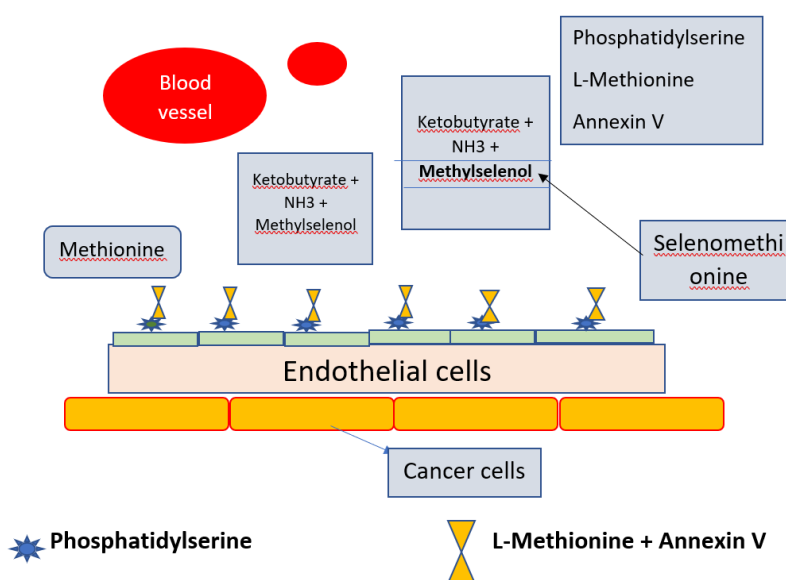 Phosphatidylserine
L-Methionine
Annexin V
Blood
vessel
Ketobutyrate +
NH3 +
Methylselenol
Ketobutyrate +
NH3 +
Methylselenol
Methionine
Selenomethi
onine
Endothelial cells
Cancer cells
Phosphatidylserine
L-Methionine + Annexin V